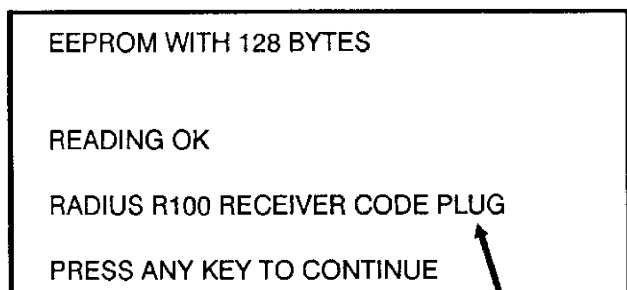 EEPROM WITH 128 BYTES
READING OK
RADIUS R100 RECEIVER CODE PLUG
PRESS ANY KEY TO CONTINUE